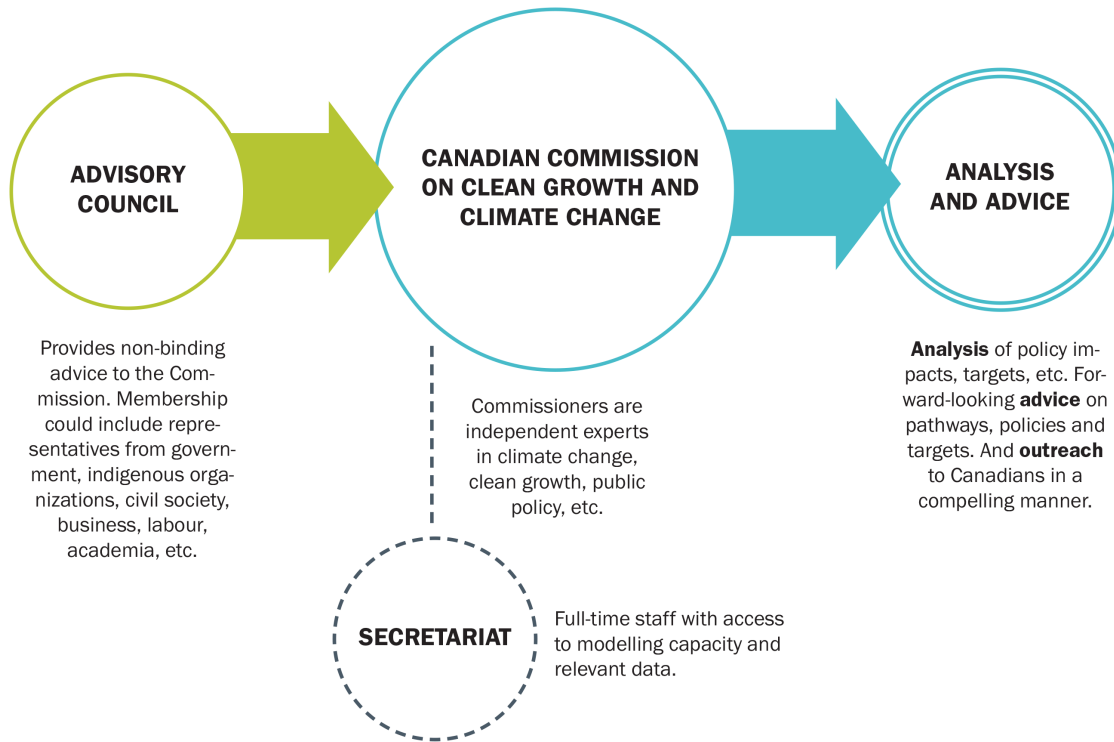 ADVISORY
COUNCIL
Provides non-binding
advice to the Com-
mission. Membership
could include repre-
sentatives from govern-
ment, indigenous orga-
nizations, civil society,
business, labour,
academia, etc.
CANADIAN COMMISSION
ON CLEAN GROWTH AND
CLIMATE CHANGE
Commissioners are
independent experts
in climate change,
clean growth, public
policy, etc.
ANALYSIS
AND ADVICE
Analysis of policy im-
pacts, targets, etc. For-
ward-looking advice on
pathways, policies and
targets. And outreach
to Canadians in a
compelling manner.
SECRETARIAT
Full-time staff with access
to modelling capacity and
relevant data.